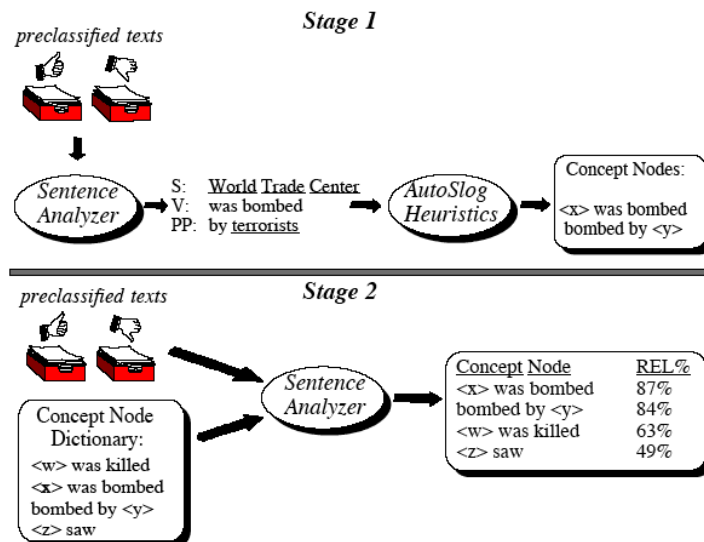 Stage 1
preclassified texts
Sentence
Analyzer
S: World Trade Center
V: was bombed
PP: by terrorists
AutoSlog
Heuristics
Concept Nodes:
<x> was bombed
bombed by <y>
Stage 2
preclassified texts
Concept Node
Dictionary:
<w> was killed
<x> was bombed
bombed by <y>
<z> saw
Sentence
Analyzer
Concept Node REL%
<x> was bombed 87%
bombed by <y> 84%
<w> was killed 63%
<z> saw 49%